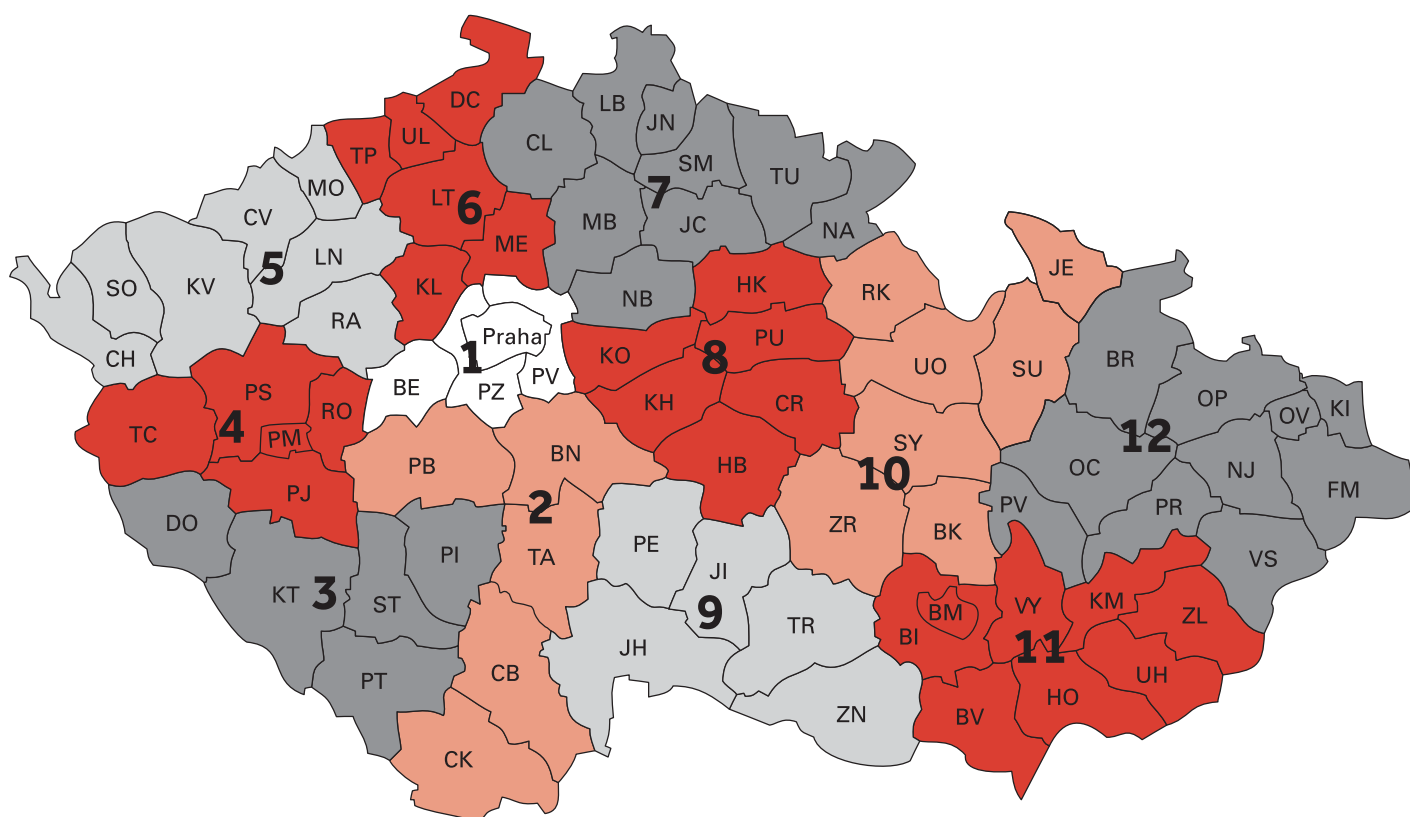 DC
LB
JN
UL
CL
TP
SM
TU
MO
LT
6
7
CV
MB
JC
NA
ME
LN
5
JE
SO
KV
KL
HK
RK
NB
RA
Praha
PU
1
KO
8
CH
BE
PZ
PV
UO
SU
BR
PS
RO
KH
CR
OP
KI
OV
TC
4
PM
SY
12
PB
BN
HB
10
OC
NJ
PJ
2
PV
PR
FM
DO
ZR
BK
PI
TA
PE
VS
KT
3
ST
JI
9
TR
BM
BI
VY
KM
ZL
JH
11
PT
CB
UH
HO
ZN
BV
CK